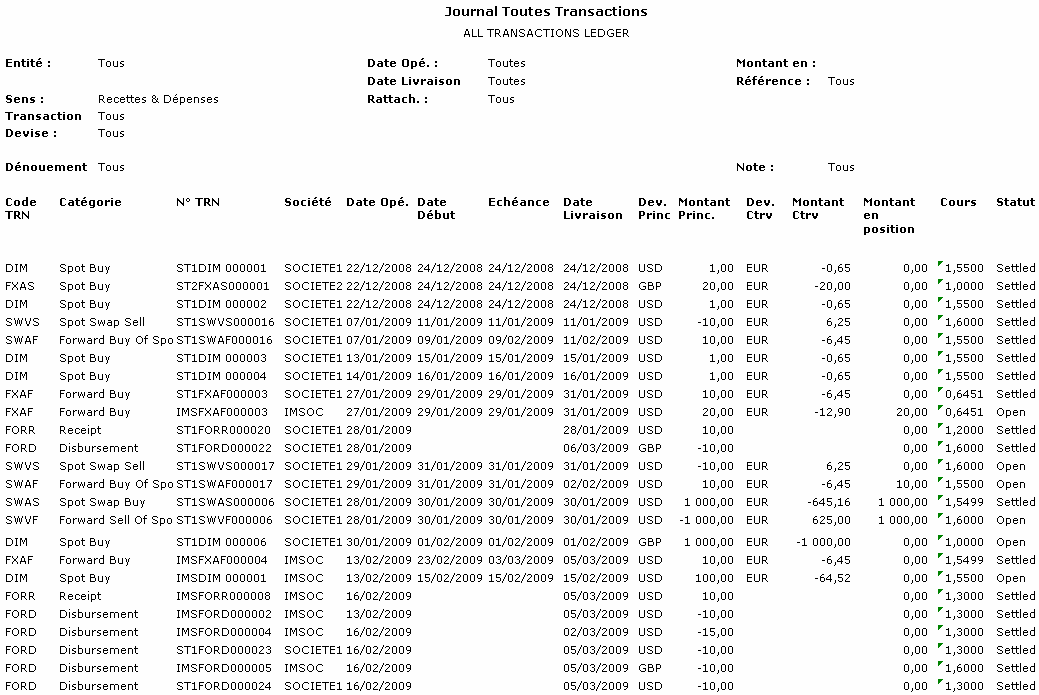 Journal Toutes Transactions
ALL TRANSACTIONS LEDGER
Entité : Tous Date Opé. : Toutes Montant en :
Date Livraison Toutes Référence : Tous
Sens : Recettes & Dépenses Rattach. : Tous
Transaction Tous
Devise : Tous
Dénouement Tous Note : Tous
Code Catégorie N° TRN Société Date Opé. Date Echéance Date Dev. Montant Dev. Montant Montant Cours Statut
TRN Début Livraison Princ Princ. Ctrv Ctrv en
position
DIM Spot Buy ST1DIM 000001 SOCIETE1 22/12/2008 24/12/2008 24/12/2008 24/12/2008 USD 1,00 EUR -0,65 0,00 1,5500 Settled
FXAS Spot Buy ST2FXAS000001 SOCIETE2 22/12/2008 24/12/2008 24/12/2008 24/12/2008 GBP 20,00 EUR -20,00 0,00 1,0000 Settled
DIM Spot Buy ST1DIM 000002 SOCIETE1 22/12/2008 24/12/2008 24/12/2008 24/12/2008 USD 1,00 EUR -0,65 0,00 1,5500 Settled
SWVS Spot Swap Sell ST1SWVS000016 SOCIETE1 07/01/2009 11/01/2009 11/01/2009 11/01/2009 USD -10,00 EUR 6,25 0,00 1,6000 Settled
SWAF Forward Buy Of Spo ST1SWAF000016 SOCIETE1 07/01/2009 09/01/2009 09/02/2009 11/02/2009 USD 10,00 EUR -6,45 0,00 1,5500 Settled
DIM Spot Buy ST1DIM 000003 SOCIETE1 13/01/2009 15/01/2009 15/01/2009 15/01/2009 USD 1,00 EUR -0,65 0,00 1,5500 Settled
DIM Spot Buy ST1DIM 000004 SOCIETE1 14/01/2009 16/01/2009 16/01/2009 16/01/2009 USD 1,00 EUR -0,65 0,00 1,5500 Settled
FXAF Forward Buy ST1FXAF000003 SOCIETE1 27/01/2009 29/01/2009 29/01/2009 31/01/2009 USD 10,00 EUR -6,45 0,00 0,6451 Settled
FXAF Forward Buy IMSFXAF000003 IMSOC 27/01/2009 29/01/2009 29/01/2009 31/01/2009 USD 20,00 EUR -12,90 20,00 0,6451 Open
FORR Receipt ST1FORR000020 SOCIETE1 28/01/2009 28/01/2009 USD 10,00 0,00 1,2000 Settled
FORD Disbursement ST1FORD000022 SOCIETE1 28/01/2009 06/03/2009 GBP -10,00 0,00 1,6000 Settled
SWVS Spot Swap Sell ST1SWVS000017 SOCIETE1 29/01/2009 31/01/2009 31/01/2009 31/01/2009 USD -10,00 EUR 6,25 0,00 1,6000 Open
SWAF Forward Buy Of Spo ST1SWAF000017 SOCIETE1 29/01/2009 31/01/2009 31/01/2009 02/02/2009 USD 10,00 EUR -6,45 10,00 1,5500 Open
SWAS Spot Swap Buy ST1SWAS000006 SOCIETE1 28/01/2009 30/01/2009 30/01/2009 30/01/2009 USD 1 000,00 EUR -645,16 1 000,00 1,5499 Settled
SWVF Forward Sell Of Spo ST1SWVF000006 SOCIETE1 28/01/2009 30/01/2009 30/01/2009 30/01/2009 USD -1 000,00 EUR 625,00 1 000,00 1,6000 Open
DIM Spot Buy ST1DIM 000006 SOCIETE1 30/01/2009 01/02/2009 01/02/2009 01/02/2009 GBP 1 000,00 EUR -1 000,00 0,00 1,0000 Open
FXAF Forward Buy IMSFXAF000004 IMSOC 13/02/2009 23/02/2009 03/03/2009 05/03/2009 USD 10,00 EUR -6,45 0,00 1,5499 Settled
DIM Spot Buy IMSDIM 000001 IMSOC 13/02/2009 15/02/2009 15/02/2009 15/02/2009 USD 100,00 EUR -64,52 0,00 1,5500 Open
FORR Receipt IMSFORR000008 IMSOC 16/02/2009 05/03/2009 USD 10,00 0,00 1,3000 Settled
FORD Disbursement IMSFORD000002 IMSOC 13/02/2009 05/03/2009 USD -10,00 0,00 1,3000 Settled
FORD Disbursement IMSFORD000004 IMSOC 16/02/2009 02/03/2009 USD -15,00 0,00 1,3000 Settled
FORD Disbursement ST1FORD000023 SOCIETE1 16/02/2009 05/03/2009 USD -10,00 0,00 1,3000 Settled
FORD Disbursement IMSFORD000005 IMSOC 16/02/2009 05/03/2009 GBP -10,00 0,00 1,6000 Settled
FORD Disbursement ST1FORD000024 SOCIETE1 16/02/2009 05/03/2009 USD -10,00 0,00 1,3000 Settled